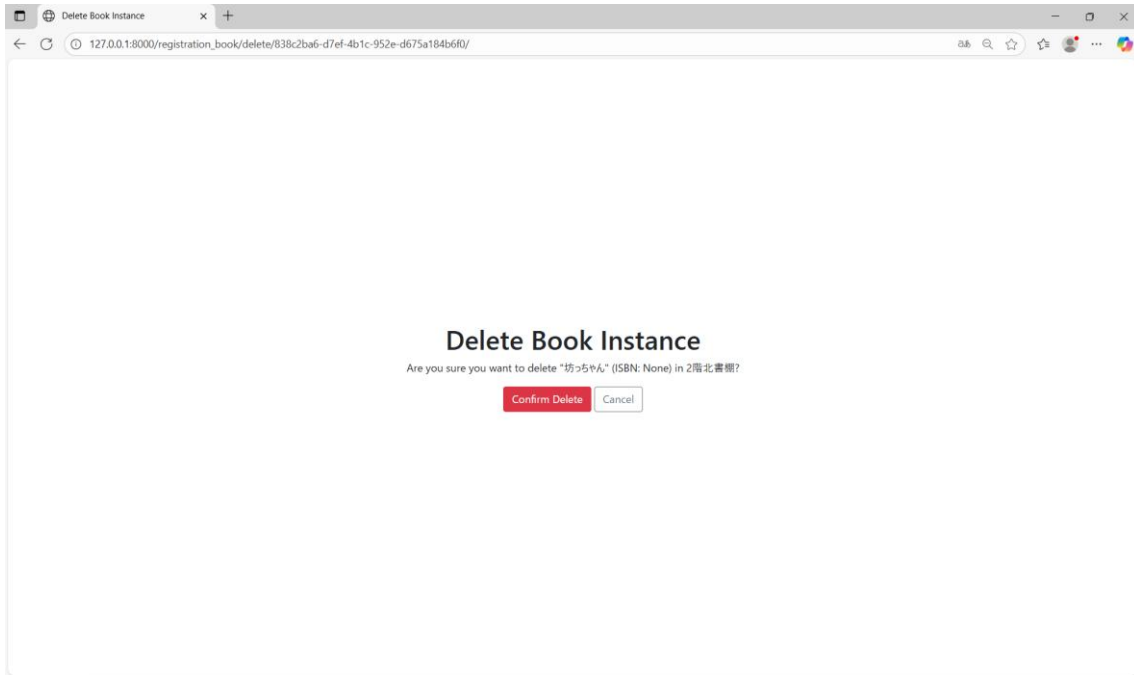 Delete Book Instance
127.0.0.1:8000/registration_book/delete/838c2ba6-d7ef-4b1c-952e-d675a184b6f0/
Delete Book Instance
Are you sure you want to delete "坊っちゃん" (ISBN: None) in 2階北書棚?
Confirm Delete Cancel